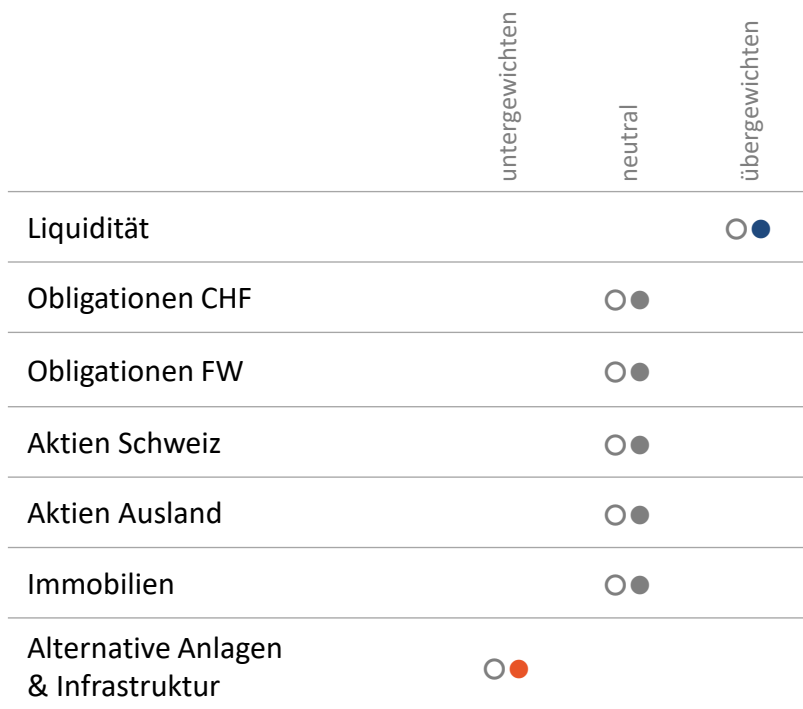 untergewichten
neutral
übergewichten
Liquidität
Obligationen CHF
Obligationen FW
Aktien Schweiz
Aktien Ausland
Immobilien
Alternative Anlagen
& Infrastruktur